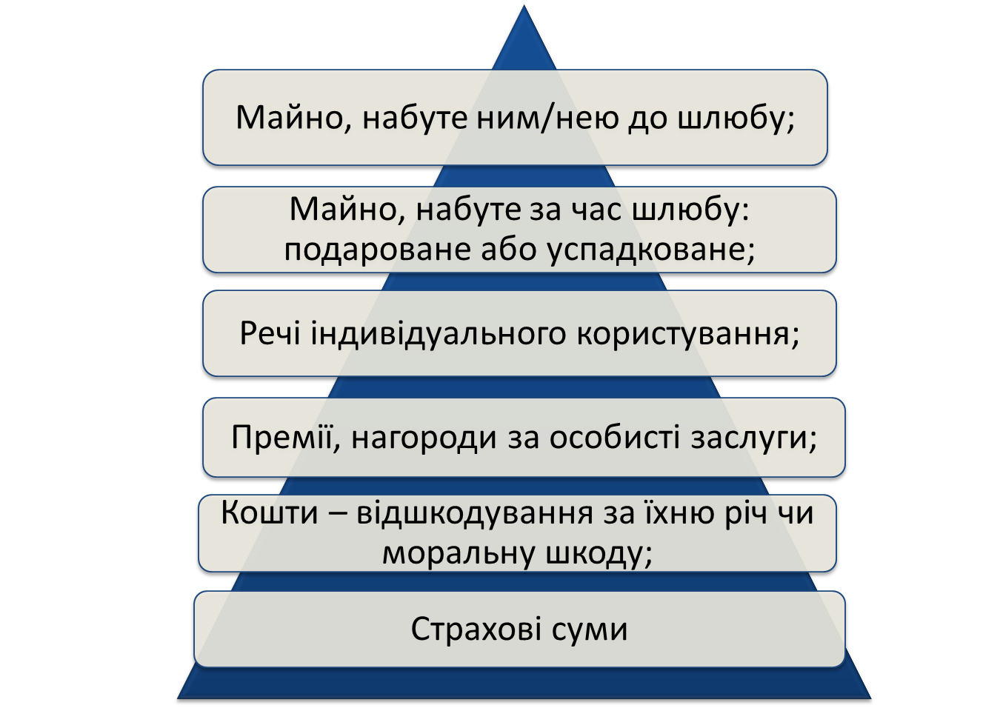 Майно, набуте ним/нею до шлюбу;
Майно, набуте за час шлюбу:
подароване або успадковане;
Речі індивідуального користування;
Премії, нагороди за особисті заслуги;
Кошти – відшкодування за їхню річ чи
моральну шкоду;
Страхові суми